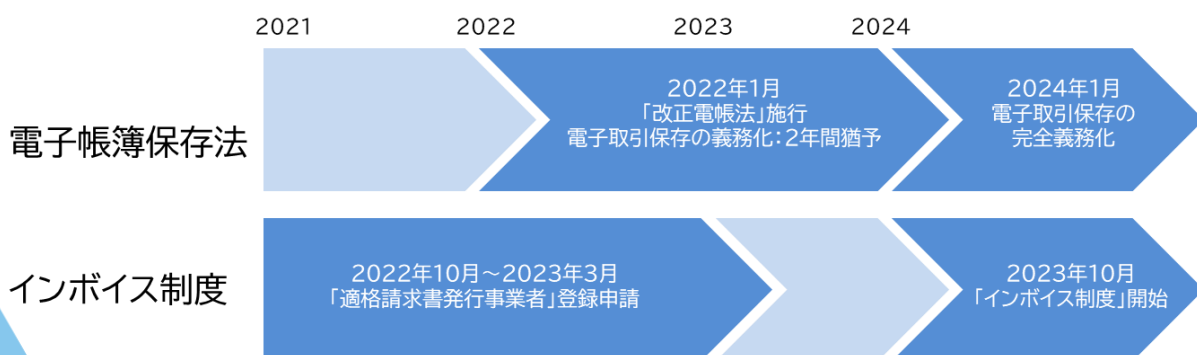 2021
2022
2023
2024
電子帳簿保存法
2022年1月
「改正電帳法」施行
電子取引保存の義務化：2年間猶予
2024年1月
電子取引保存の
完全義務化
インボイス制度
2022年10月～2023年3月
「適格請求書発行事業者」登録申請
2023年10月
「インボイス制度」開始